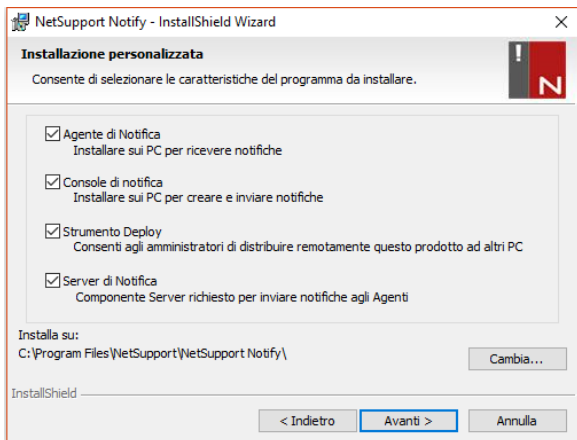 NetSupport Notify - InstallShield Wizard
Installazione personalizzata
Consente di selezionare le caratteristiche del programma da installare.
! N
Agente di Notifica
Installare sui PC per ricevere notifiche
Console di notifica
Installare sui PC per creare e inviare notifiche
Strumento Deploy
Consenti agli amministratori di distribuire remotamente questo prodotto ad altri PC
Server di Notifica
Componente Server richiesto per inviare notifiche agli Agenti
Installa su:
C:\Program Files\NetSupport\NetSupport Notify\
Cambia...
InstallShield
< Indietro
Avanti >
Annulla